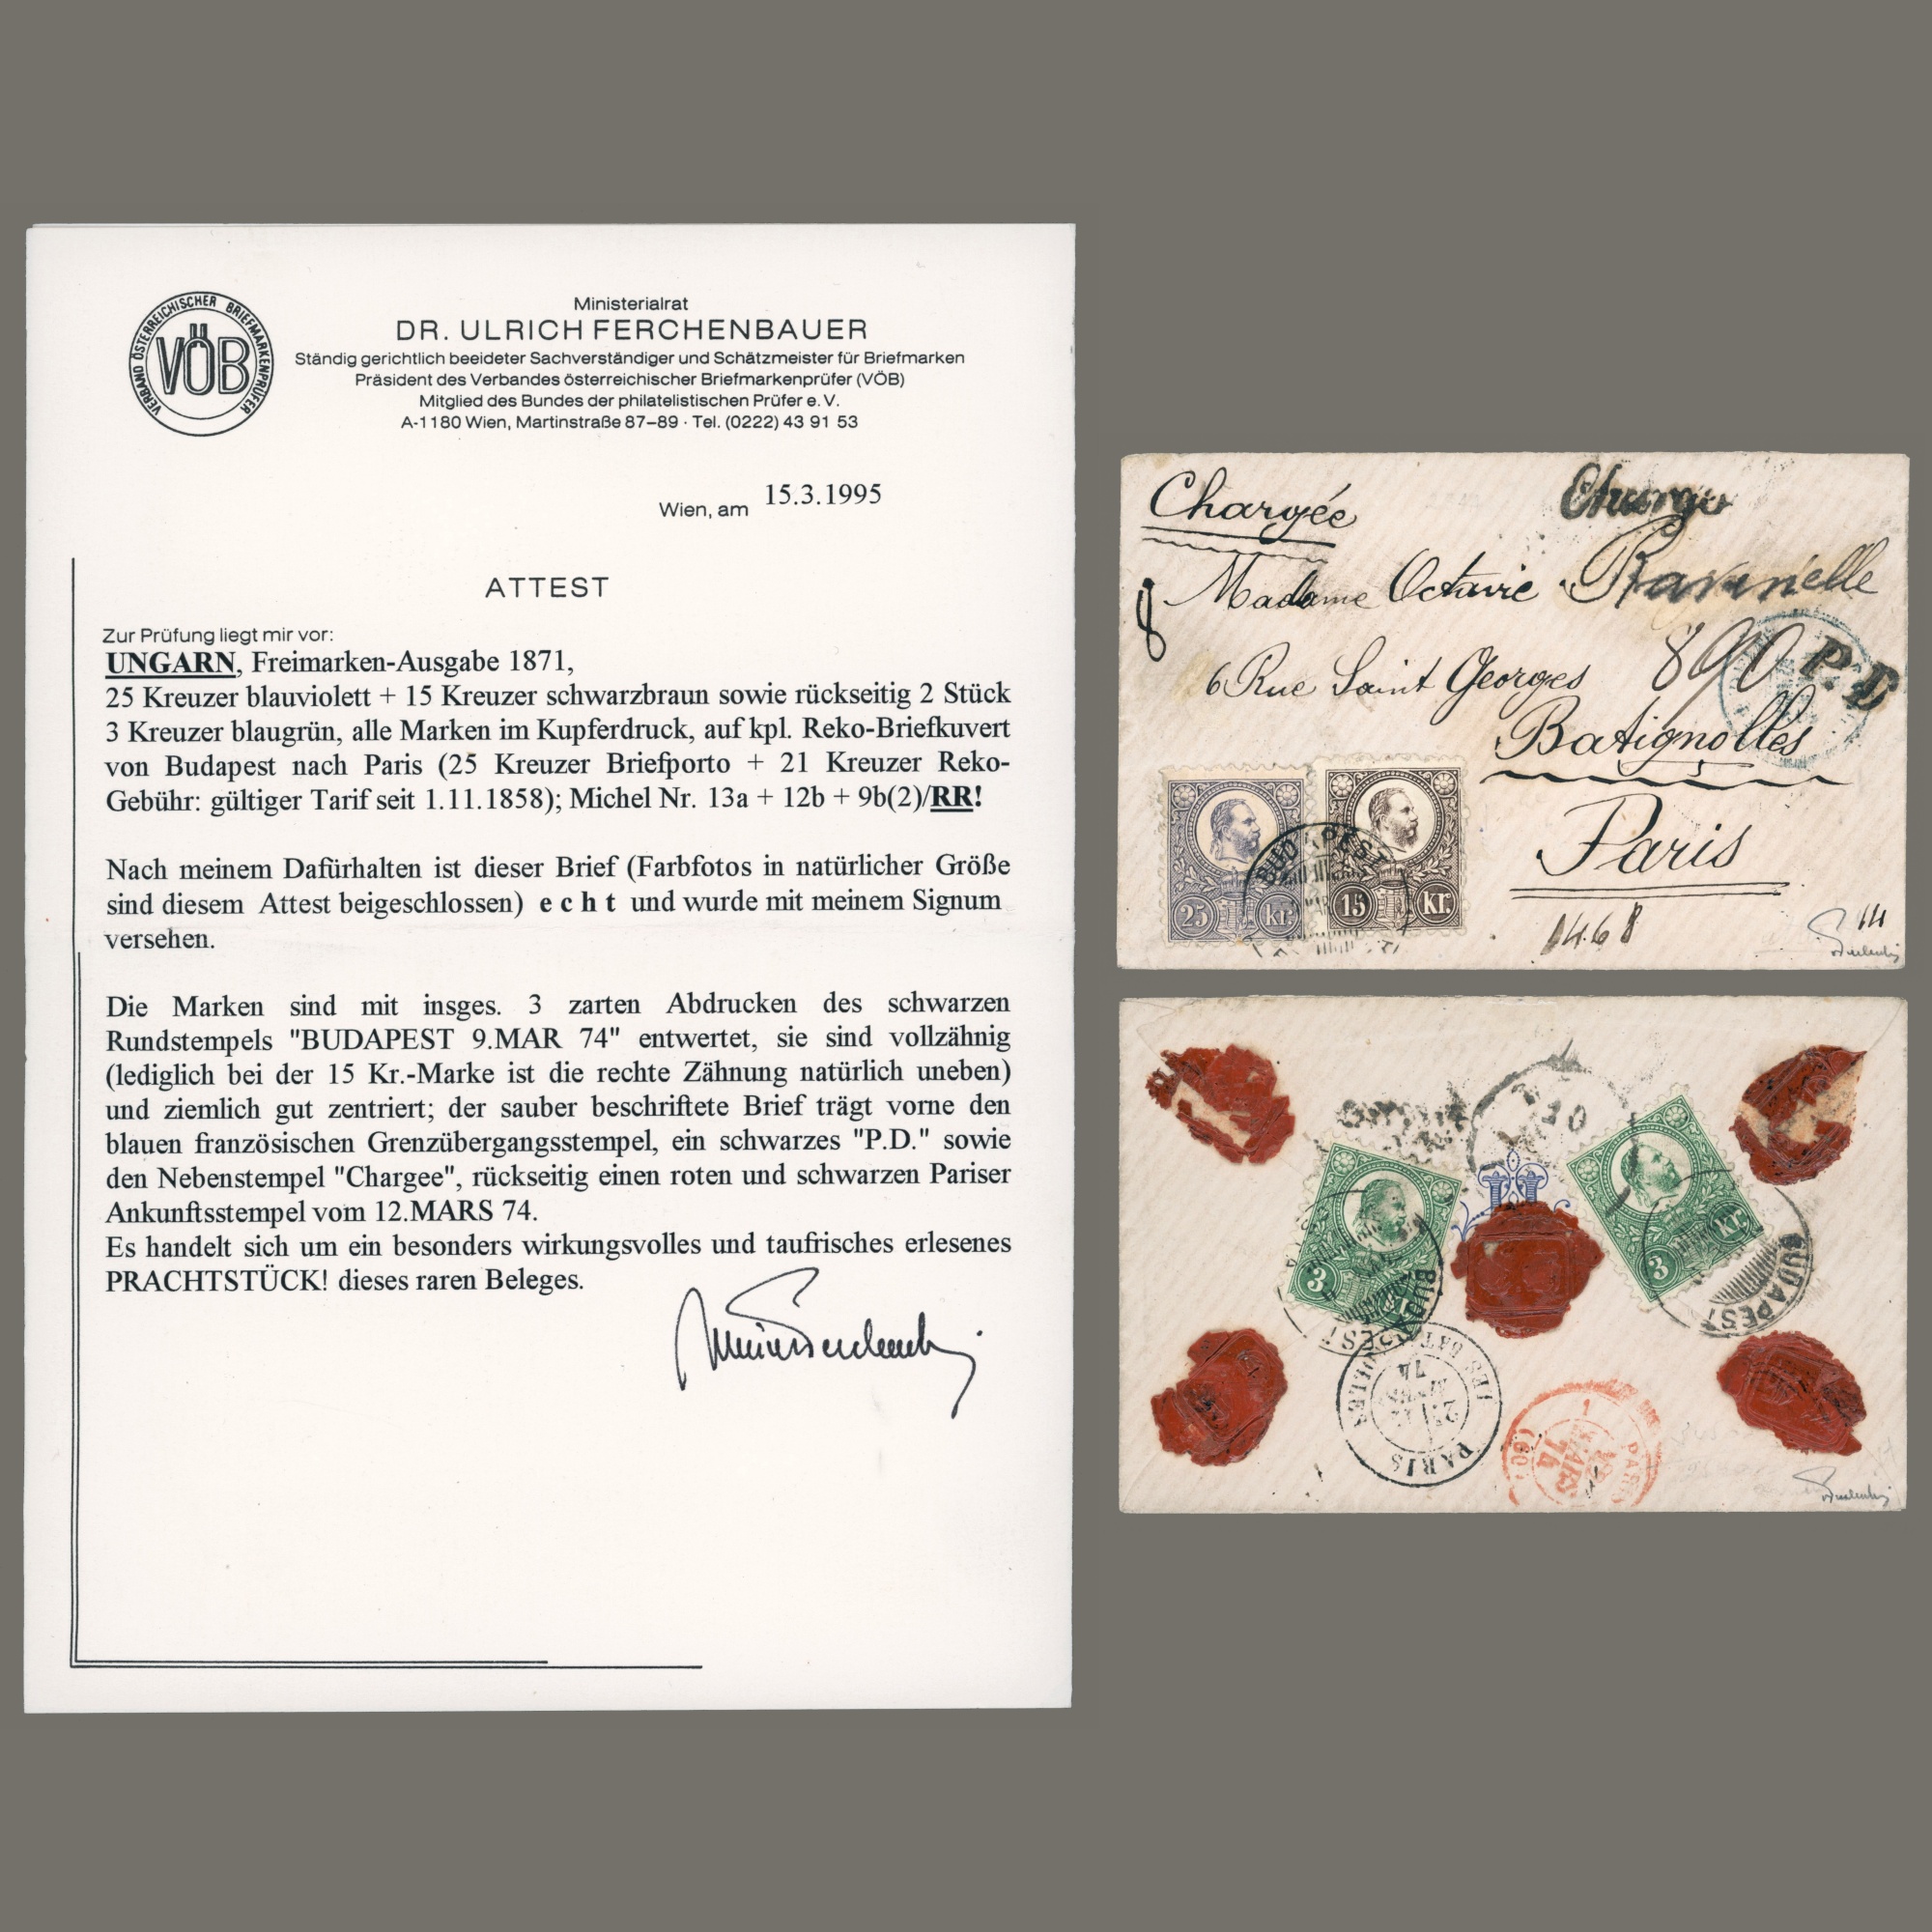 VERBAND ÖSTERREICHISCHER BRIEFMARKENPRÜFER
VÖB
Ministerialrat
DR. ULRICH FERCHENBAUER
Ständig gerichtlich beeideter Sachverständiger und Schätzmeister für Briefmarken
Präsident des Verbandes österreichischer Briefmarkenprüfer (VÖB)
Mitglied des Bundes der philatelistischen Prüfer e. V.
A-1180 Wien, Martinstraße 87–89 · Tel. (0222) 43 91 53
Wien, am 15.3.1995
ATTEST
Zur Prüfung liegt mir vor:
UNGARN, Freimarken-Ausgabe 1871,
25 Kreuzer blauviolett + 15 Kreuzer schwarzbraun sowie rückseitig 2 Stück
3 Kreuzer blaugrün, alle Marken im Kupferdruck, auf kpl. Reko-Briefkuvert
von Budapest nach Paris (25 Kreuzer Briefporto + 21 Kreuzer Reko-
Gebühr: gültiger Tarif seit 1.11.1858); Michel Nr. 13a + 12b + 9b(2)/RR!
Nach meinem Dafürhalten ist dieser Brief (Farbfotos in natürlicher Größe
sind diesem Attest beigeschlossen) e c h t und wurde mit meinem Signum
versehen.
Die Marken sind mit insges. 3 zarten Abdrucken des schwarzen
Rundstempels "BUDAPEST 9.MAR 74" entwertet, sie sind vollzähnig
(lediglich bei der 15 Kr.-Marke ist die rechte Zähnung natürlich uneben)
und ziemlich gut zentriert; der sauber beschriftete Brief trägt vorne den
blauen französischen Grenzübergangsstempel, ein schwarzes "P.D." sowie
den Nebenstempel "Chargee", rückseitig einen roten und schwarzen Pariser
Ankunftsstempel vom 12.MARS 74.
Es handelt sich um ein besonders wirkungsvolles und taufrisches erlesenes
PRACHTSTÜCK! dieses raren Beleges.
Chargée
Madame Octavie
8
6 Rue Saint Georges
890
P.D
Batignolles
Paris
1468
14
BUDAPEST
25 kr.
15 kr.
3 kr.
3 kr.
BUDAPEST
BUDAPEST
PARIS
74
PARIS
MARS
74
(60)